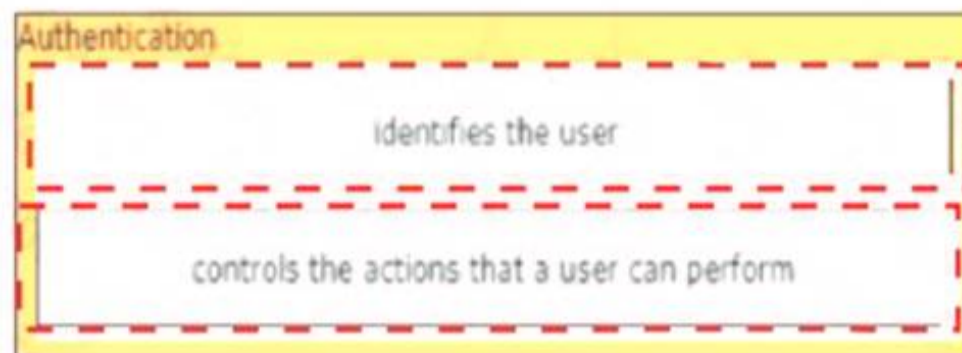 Authentication
identifies the user
controls the actions that a user can perform